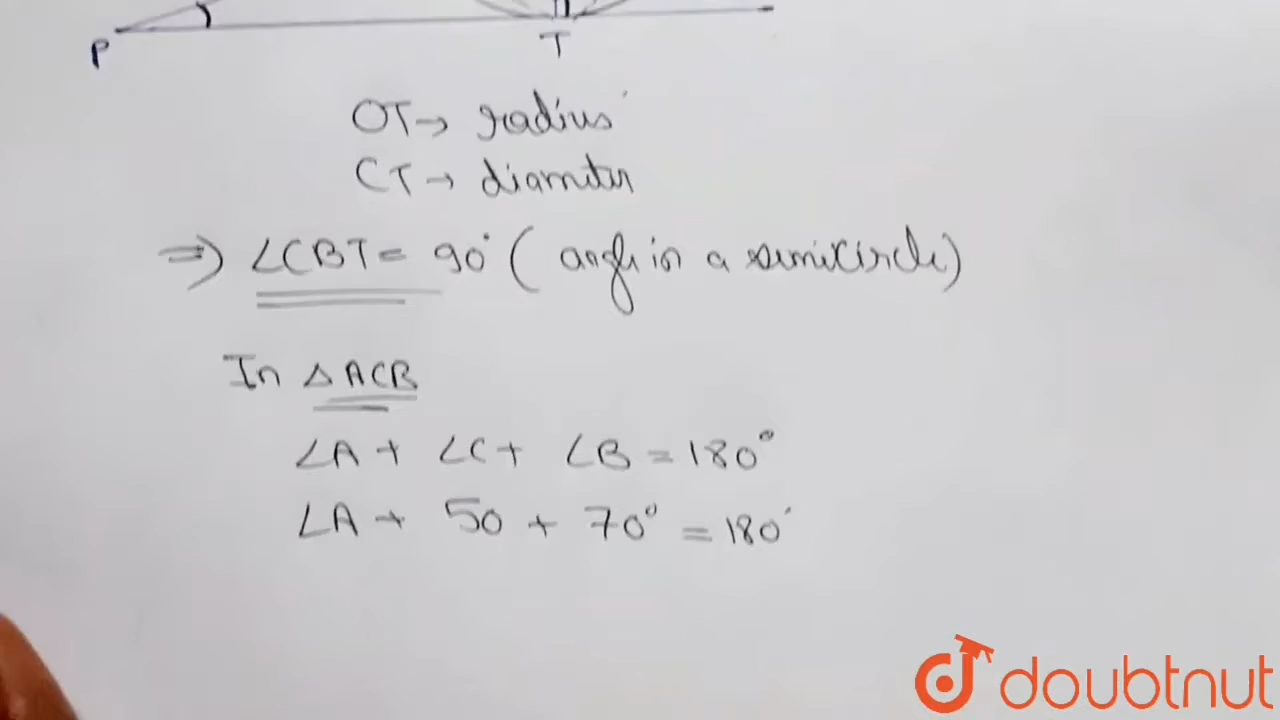 P
T
OT→ radius
CT→ diameter
⇒) ∠CBT= 90° ( angle in a semicircle)
In △ACB
∠A + ∠C+ ∠B = 180°
∠A + 50 + 70° = 180°
doubtnut